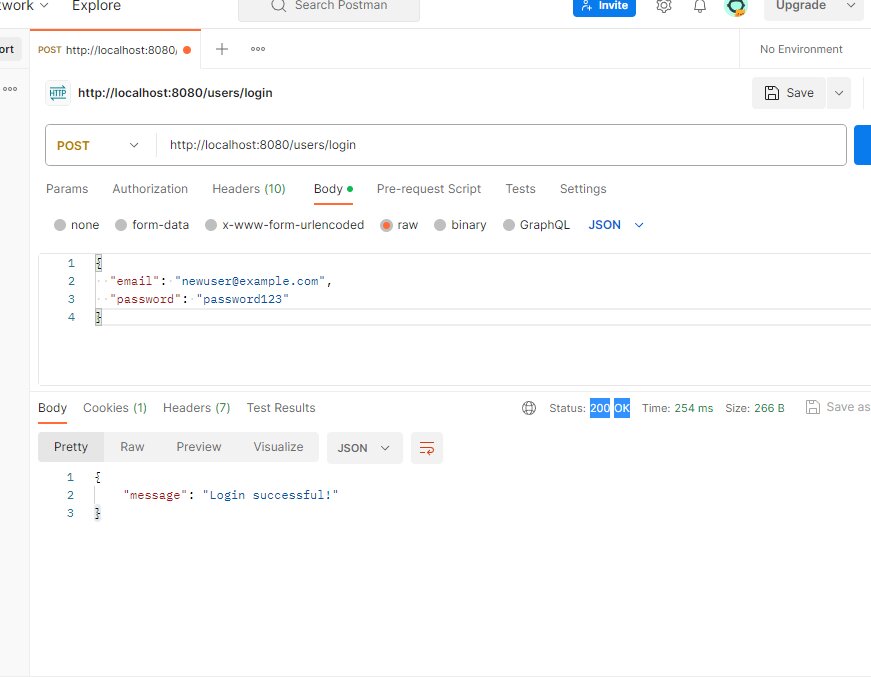 twork Explore Search Postman Invite Upgrade
ort POST http://localhost:8080/ No Environment
HTTP http://localhost:8080/users/login Save
POST http://localhost:8080/users/login
Params Authorization Headers (10) Body Pre-request Script Tests Settings
none form-data x-www-form-urlencoded raw binary GraphQL JSON
1 {
2 "email": "newuser@example.com",
3 "password": "password123"
4 }
Body Cookies (1) Headers (7) Test Results Status: 200 OK Time: 254 ms Size: 266 B Save as
Pretty Raw Preview Visualize JSON
1 {
2 "message": "Login successful!"
3 }